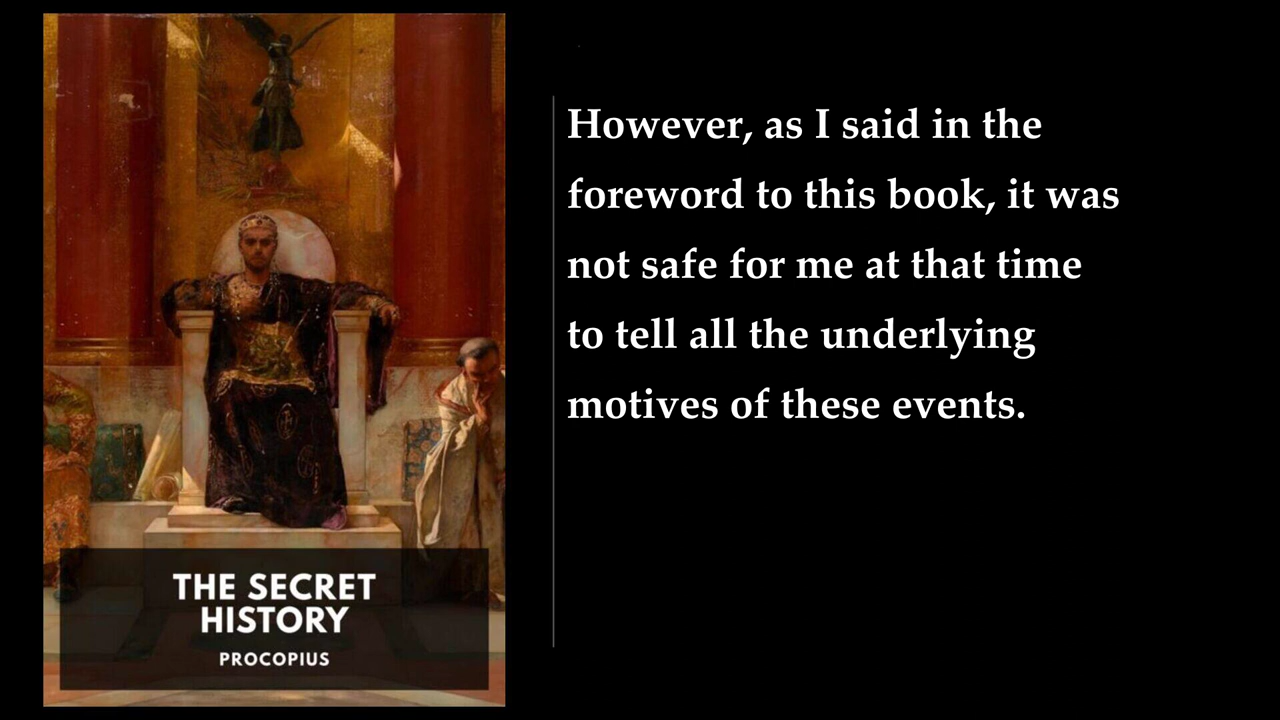 THE SECRET
HISTORY
PROCOPIUS
However, as I said in the
foreword to this book, it was
not safe for me at that time
to tell all the underlying
motives of these events.